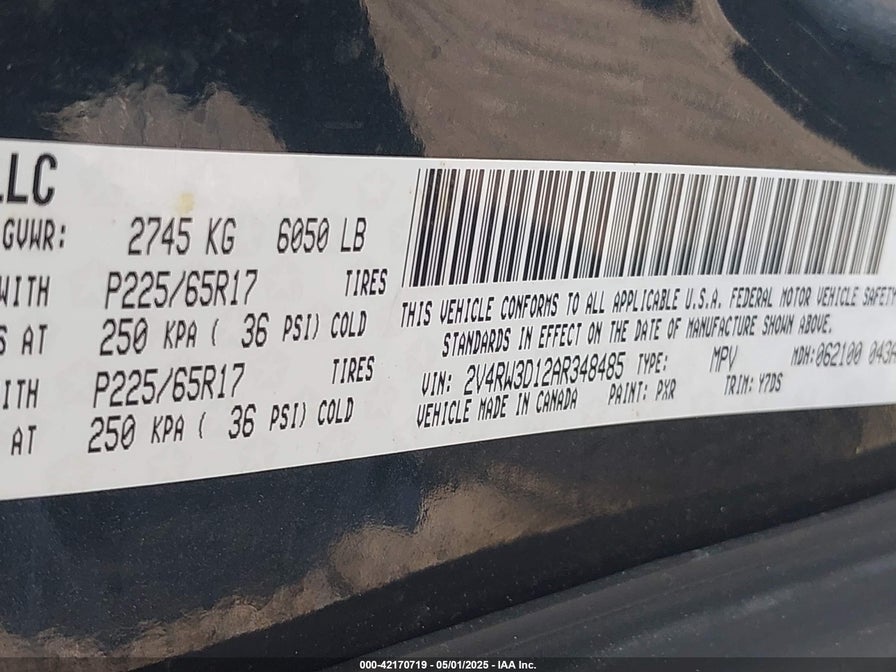 LLC
GVWR: 2745 KG 6050 LB
WITH P225/65R17 TIRES
S AT 250 KPA ( 36 PSI) COLD
ITH P225/65R17 TIRES
AT 250 KPA ( 36 PSI) COLD
THIS VEHICLE CONFORMS TO ALL APPLICABLE U.S.A. FEDERAL MOTOR VEHICLE SAFETY
STANDARDS IN EFFECT ON THE DATE OF MANUFACTURE SHOWN ABOVE.
VIN: 2V4RW3D12AR348485 TYPE: MPV MDH:062100 043A
VEHICLE MADE IN CANADA PAINT: PXR TRIM: Y7DS
000-42170719 - 05/01/2025 - IAA Inc.